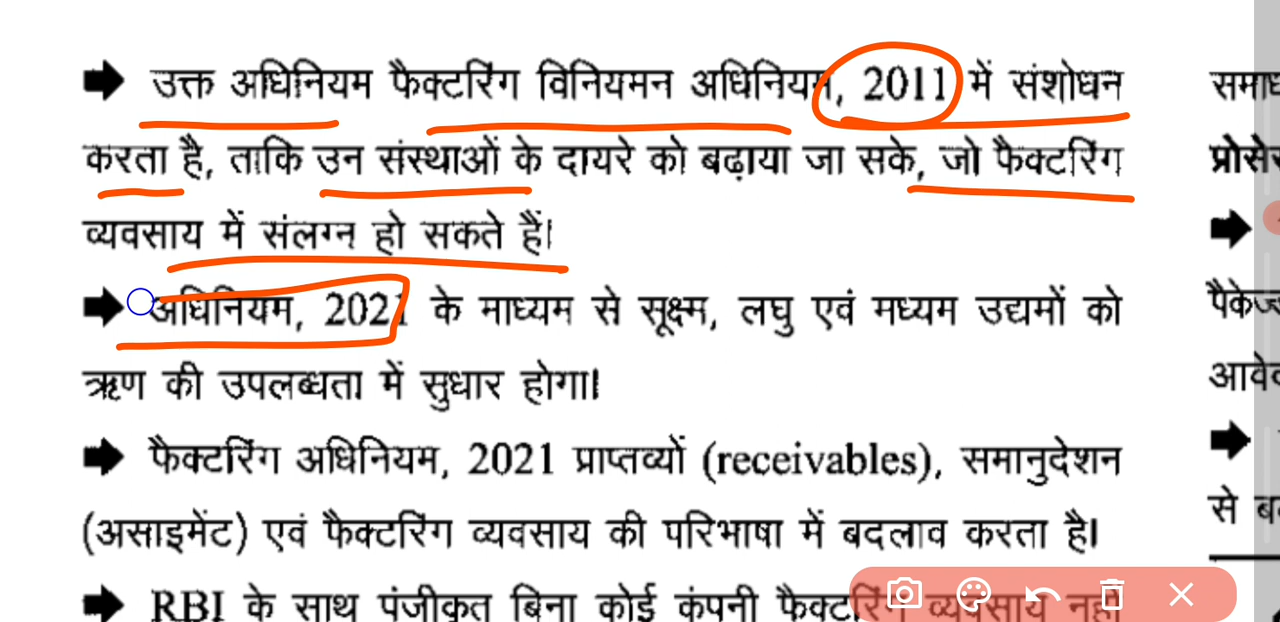 ➡ उक्त अधिनियम फैक्टरिंग विनियमन अधिनियम, 2011 में संशोधन
करता है, ताकि उन संस्थाओं के दायरे को बढ़ाया जा सके, जो फैक्टरिंग
व्यवसाय में संलग्न हो सकते हैं।
➡ अधिनियम, 2021 के माध्यम से सूक्ष्म, लघु एवं मध्यम उद्यमों को
ऋण की उपलब्धता में सुधार होगा।
➡ फैक्टरिंग अधिनियम, 2021 प्राप्तव्यों (receivables), समानुदेशन
(असाइमेंट) एवं फैक्टरिंग व्यवसाय की परिभाषा में बदलाव करता है।
➡ RBI के साथ पंजीकृत बिना कोई कंपनी फैक्टरिंग व्यवसाय नहीं